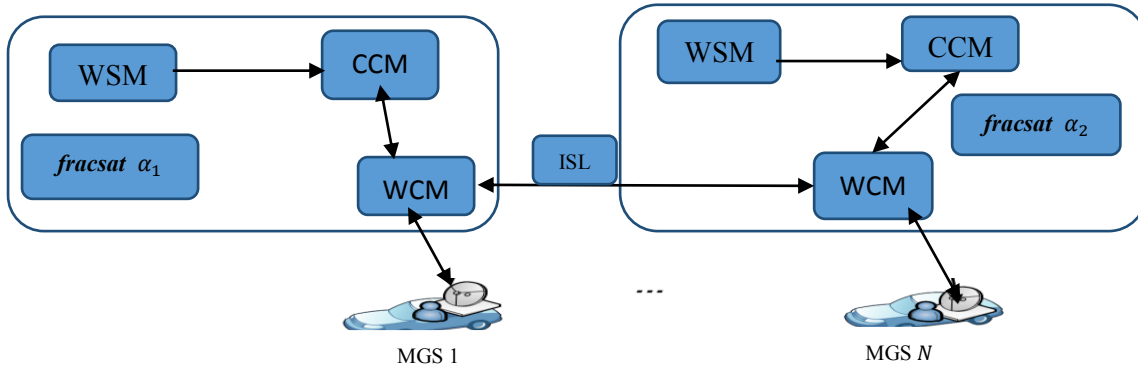 WSM
CCM
fracsat α₁
WCM
ISL
WSM
CCM
fracsat α₂
WCM
---
MGS 1
MGS N